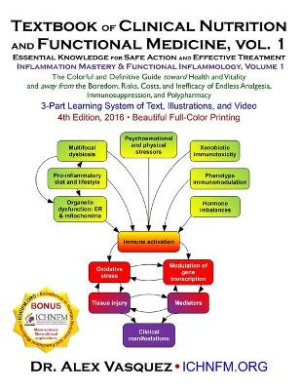 TEXTBOOK OF CLINICAL NUTRITION
AND FUNCTIONAL MEDICINE, VOL. 1
ESSENTIAL KNOWLEDGE FOR SAFE ACTION AND EFFECTIVE TREATMENT
INFLAMMATION MASTERY & FUNCTIONAL INFLAMMOLOGY, VOLUME 1
The Colorful and Definitive Guide toward Health and Vitality
and away from the Boredom, Risks, Costs, and Inefficacy of Endless Analgesia,
Immunosuppression, and Polypharmacy
3-Part Learning System of Text, Illustrations, and Video
4th Edition, 2016 • Beautiful Full-Color Printing
Multifocal
dysbiosis
Psychoemotional
and physical
stressors
Xenobiotic
immunotoxicity
Pro-inflammatory
diet and lifestyle
Phenotype
immunomodulation
Organelle
dysfunction: ER
& mitochondria
Hormone
imbalances
Immune activation
Oxidative
stress
Modulation of
gene
transcription
Tissue injury
Mediators
Clinical
manifestations
BONUS
ICHNFM
DR. ALEX VASQUEZ • ICHNFM.ORG